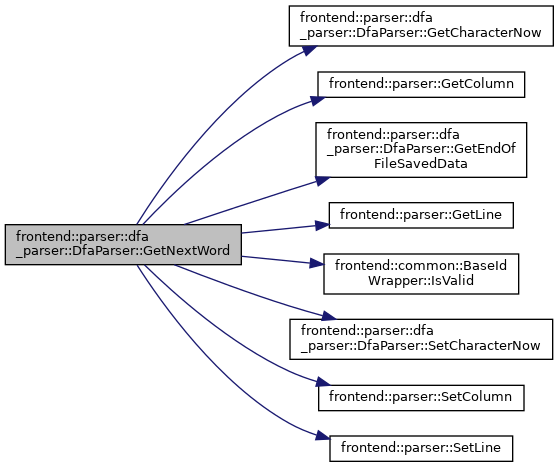 frontend::parser::dfa
_parser::DfaParser::GetNextWord
frontend::parser::dfa
_parser::DfaParser::GetCharacterNow
frontend::parser::GetColumn
frontend::parser::dfa
_parser::DfaParser::GetEndOf
FileSavedData
frontend::parser::GetLine
frontend::common::BaseId
Wrapper::IsValid
frontend::parser::dfa
_parser::DfaParser::SetCharacterNow
frontend::parser::SetColumn
frontend::parser::SetLine